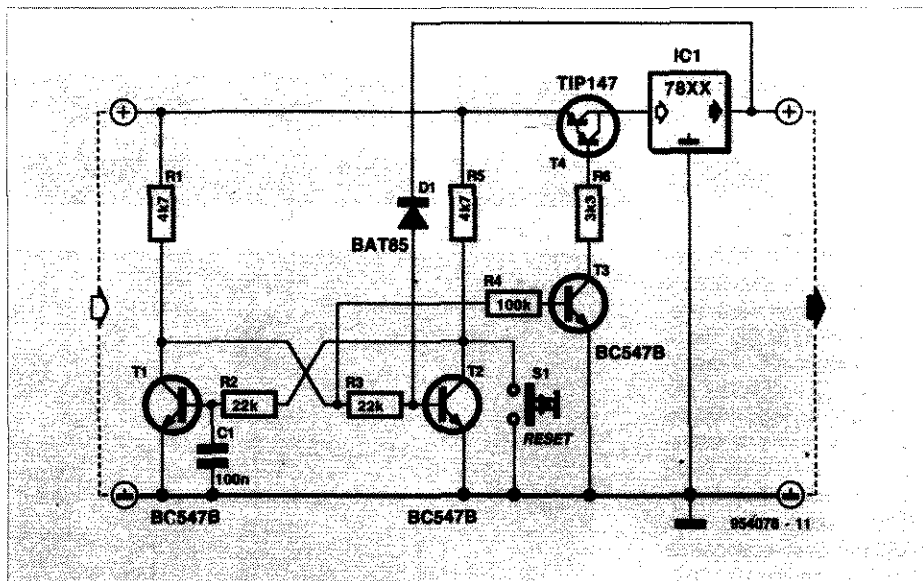 IC1
TIP147
78XX
+
+
T4
R1
4k7
D1
R5
4k7
R6
3k3
BAT85
R4
100k
T3
BC547B
T1
R2
22k
R3
22k
T2
S1
C1
100n
RESET
BC547B
BC547B
954078 - 11